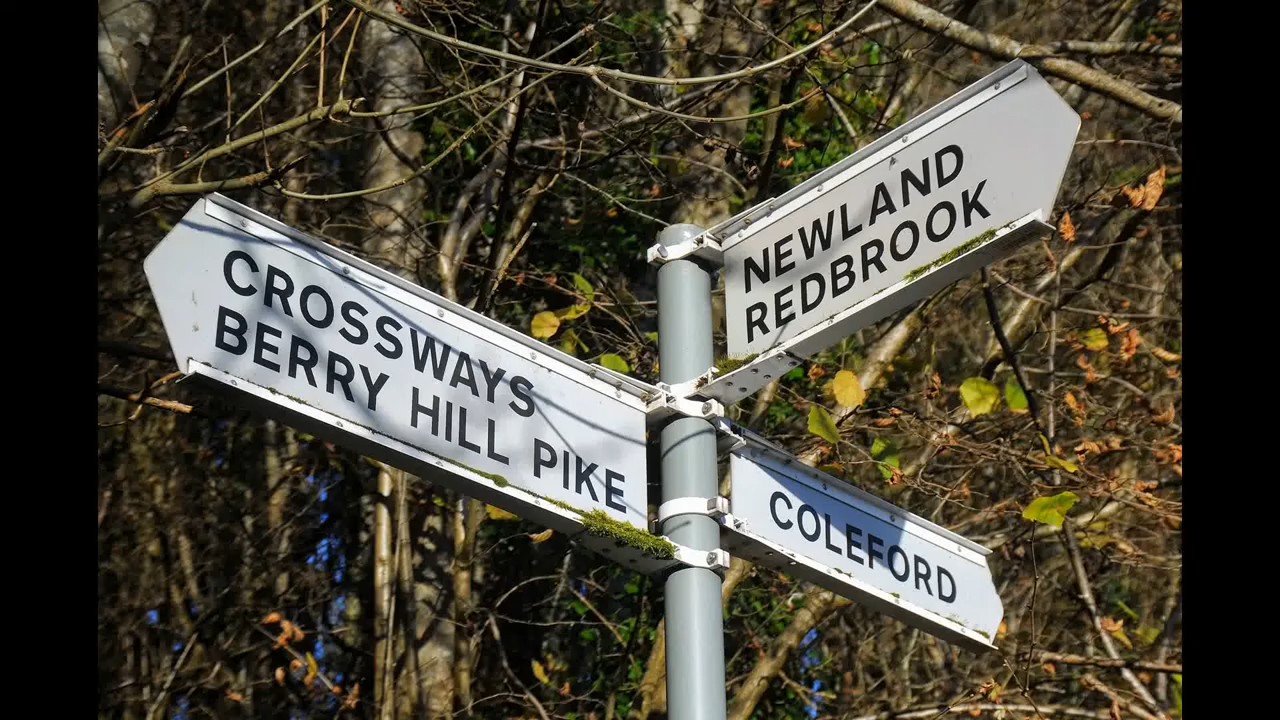 CROSSWAYS
BERRY HILL PIKE
NEWLAND
REDBROOK
COLEFORD